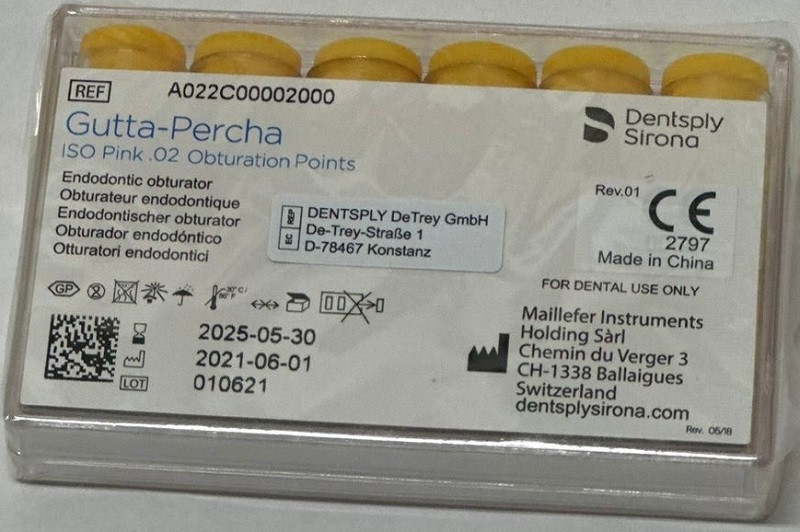 REF A022C00002000
Gutta-Percha
ISO Pink .02 Obturation Points
Endodontic obturator
Obturateur endodontique
Endodontischer obturator
Obturador endodóntico
Otturatori endodontici
Dentsply
Sirona
EC REP
DENTSPLY DeTrey GmbH
De-Trey-Straße 1
D-78467 Konstanz
Rev.01
CE
2797
Made in China
FOR DENTAL USE ONLY
GP
2025-05-30
2021-06-01
LOT 010621
Maillefer Instruments
Holding Sàrl
Chemin du Verger 3
CH-1338 Ballaigues
Switzerland
dentsplysirona.com
Rev. 05/18